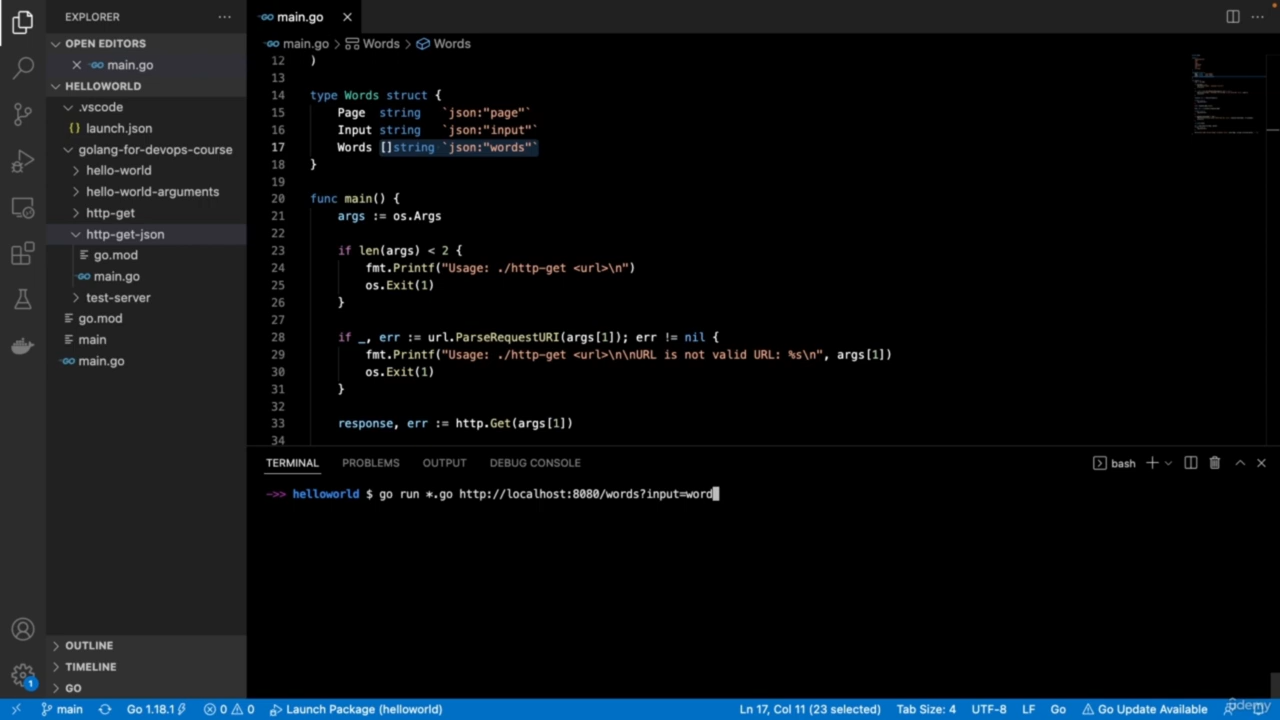 EXPLORER
OPEN EDITORS
main.go
HELLOWORLD
.vscode
launch.json
golang-for-devops-course
hello-world
hello-world-arguments
http-get
http-get-json
go.mod
main.go
test-server
go.mod
main
main.go
OUTLINE
TIMELINE
GO
main.go
main.go > Words > Words
12 )
13
14 type Words struct {
15     Page  string   `json:"page"`
16     Input string   `json:"input"`
17     Words []string `json:"words"`
18 }
19
20 func main() {
21     args := os.Args
22
23     if len(args) < 2 {
24         fmt.Printf("Usage: ./http-get <url>\n")
25         os.Exit(1)
26     }
27
28     if _, err := url.ParseRequestURI(args[1]); err != nil {
29         fmt.Printf("Usage: ./http-get <url>\n\nURL is not valid URL: %s\n", args[1])
30         os.Exit(1)
31     }
32
33     response, err := http.Get(args[1])
34
TERMINAL PROBLEMS OUTPUT DEBUG CONSOLE
bash
->> helloworld $ go run *.go http://localhost:8080/words?input=word
1
main Go 1.18.1 0 0 Launch Package (helloworld) Ln 17, Col 11 (23 selected) Tab Size: 4 UTF-8 LF Go Go Update Available
udemy